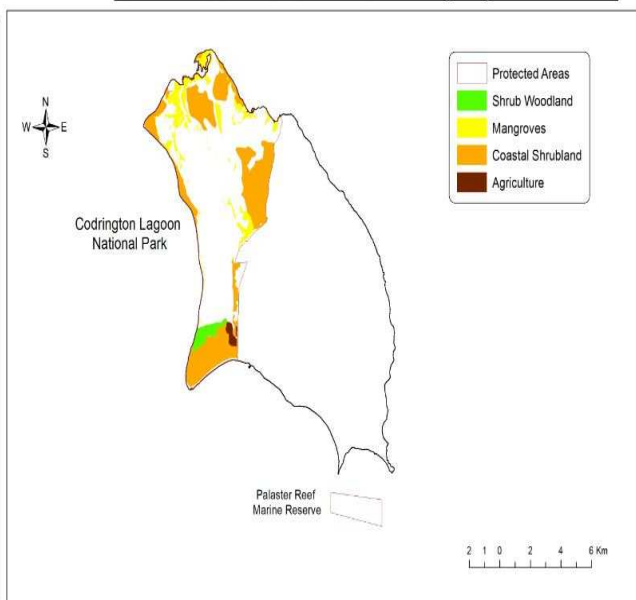 Protected Areas
Shrub Woodland
Mangroves
Coastal Shrubland
Agriculture
N
W E
S
Codrington Lagoon
National Park
Palaster Reef
Marine Reserve
2 1 0 2 4 6 Km